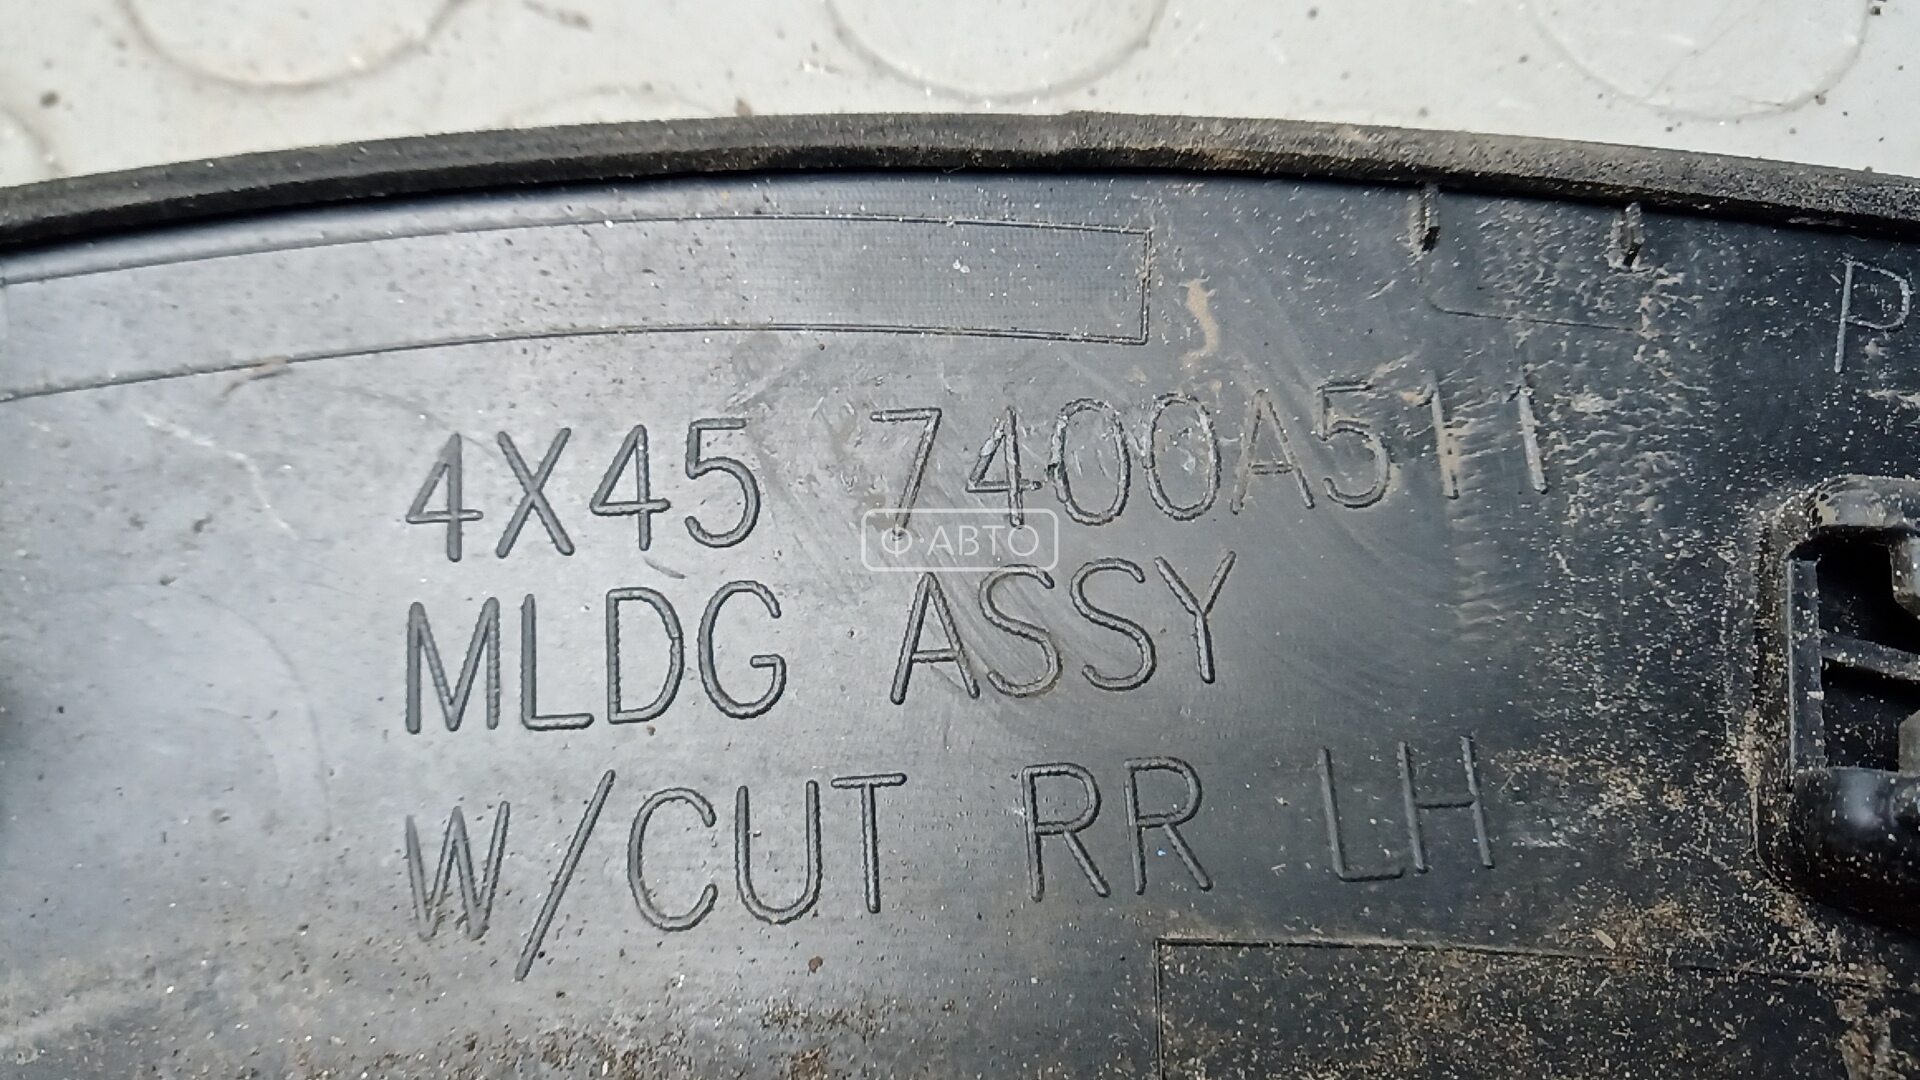 4X45 7400A511
P
MLDG ASSY
W/CUT RR LH
О·АВТО